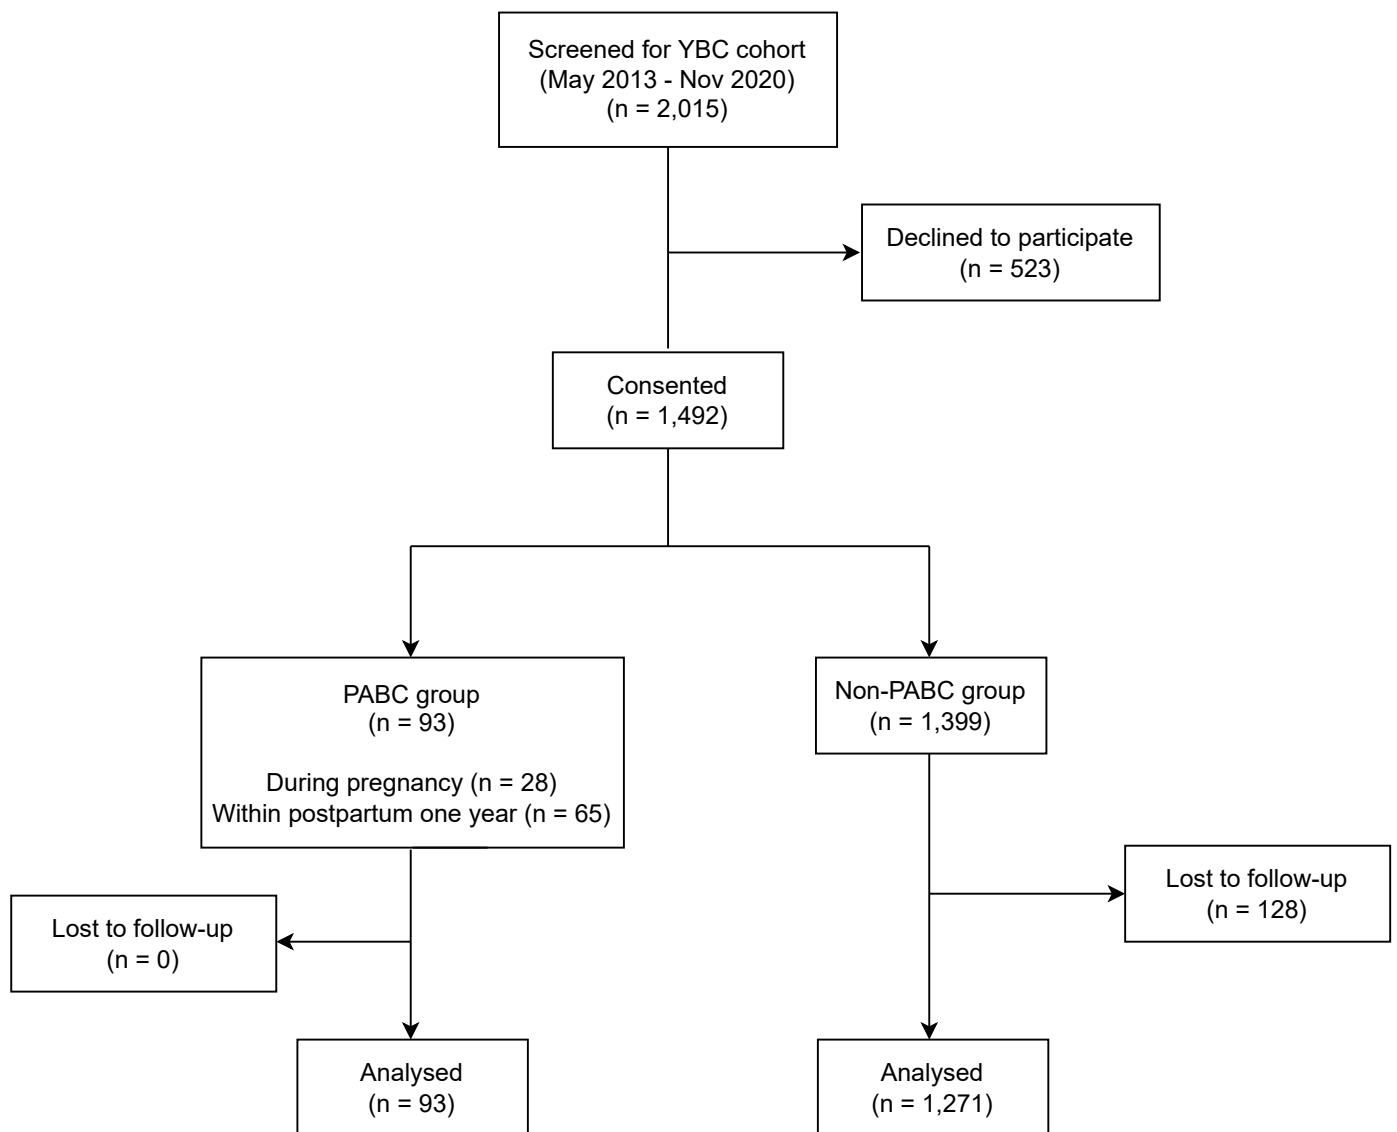 Screened for YBC cohort
(May 2013 - Nov 2020)
(n = 2,015)
Declined to participate
(n = 523)
Consented
(n = 1,492)
PABC group
(n = 93)
During pregnancy (n = 28)
Within postpartum one year (n = 65)
Non-PABC group
(n = 1,399)
Lost to follow-up
(n = 0)
Lost to follow-up
(n = 128)
Analysed
(n = 93)
Analysed
(n = 1,271)